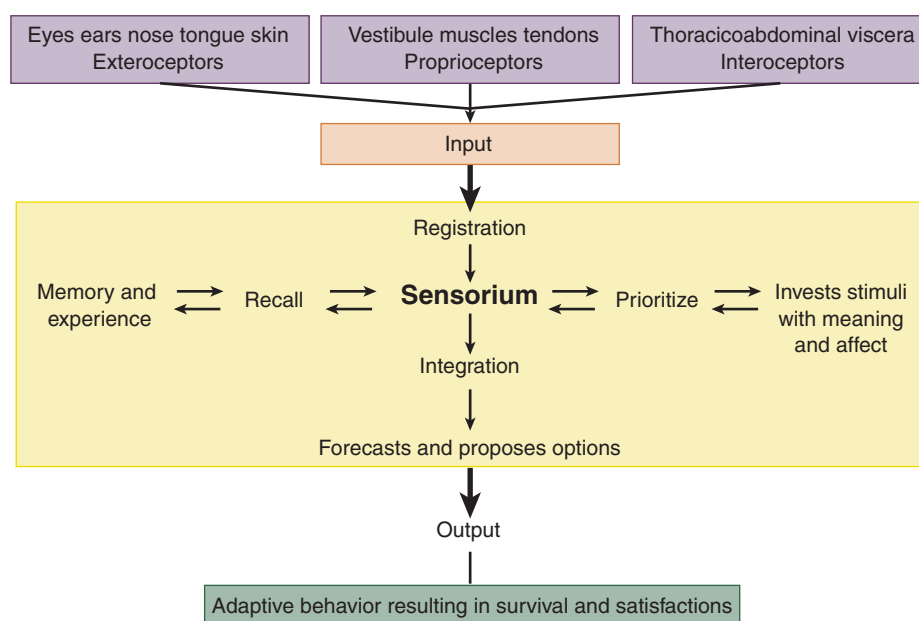 Eyes ears nose tongue skin
Exteroceptors
Vestibule muscles tendons
Proprioceptors
Thoracicoabdominal viscera
Interoceptors
Input
Registration
Memory and
experience
Recall
Sensorium
Prioritize
Invests stimuli
with meaning
and affect
Integration
Forecasts and proposes options
Output
Adaptive behavior resulting in survival and satisfactions